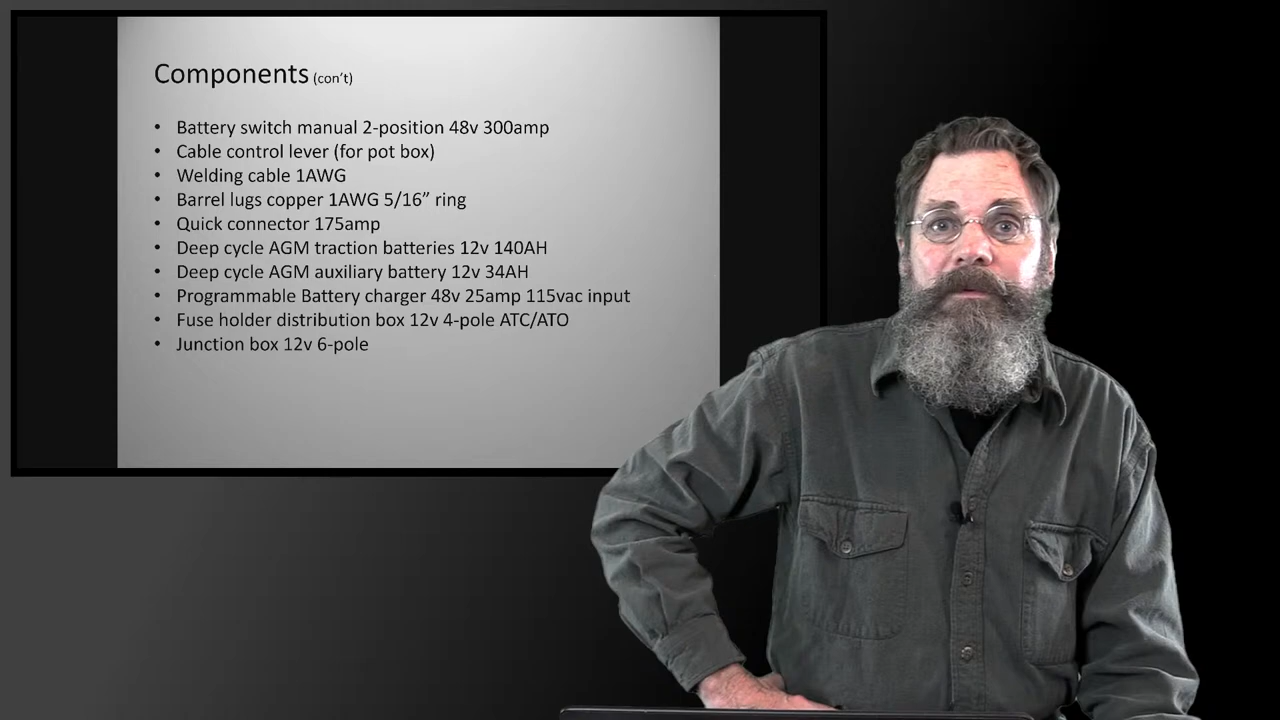 Components (con't)
• Battery switch manual 2-position 48v 300amp
• Cable control lever (for pot box)
• Welding cable 1AWG
• Barrel lugs copper 1AWG 5/16” ring
• Quick connector 175amp
• Deep cycle AGM traction batteries 12v 140AH
• Deep cycle AGM auxiliary battery 12v 34AH
• Programmable Battery charger 48v 25amp 115vac input
• Fuse holder distribution box 12v 4-pole ATC/ATO
• Junction box 12v 6-pole